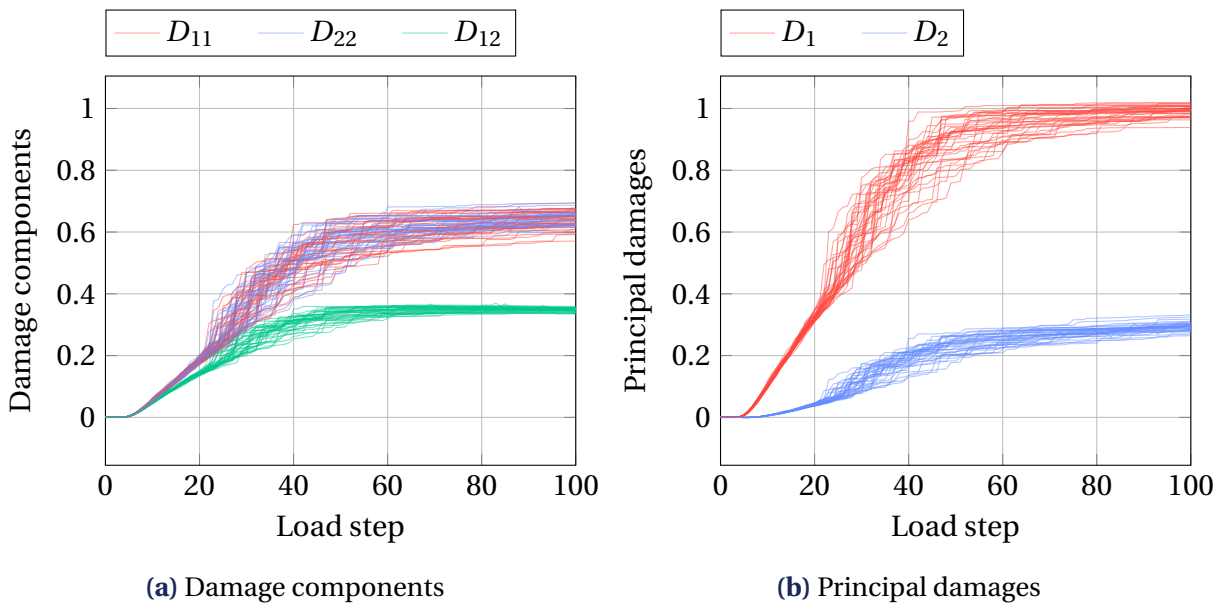 D₁₁ D₂₂ D₁₂
Damage components
1
0.8
0.6
0.4
0.2
0
0 20 40 60 80 100
Load step
(a) Damage components
D₁ D₂
Principal damages
1
0.8
0.6
0.4
0.2
0
0 20 40 60 80 100
Load step
(b) Principal damages